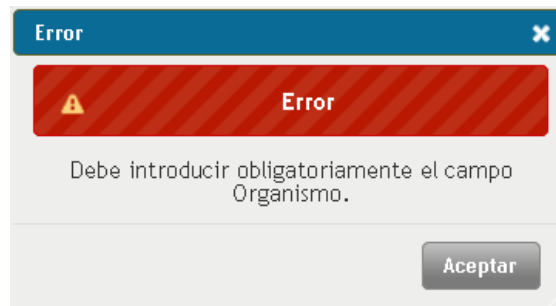 Error
Error
Debe introducir obligatoriamente el campo
Organismo.
Aceptar